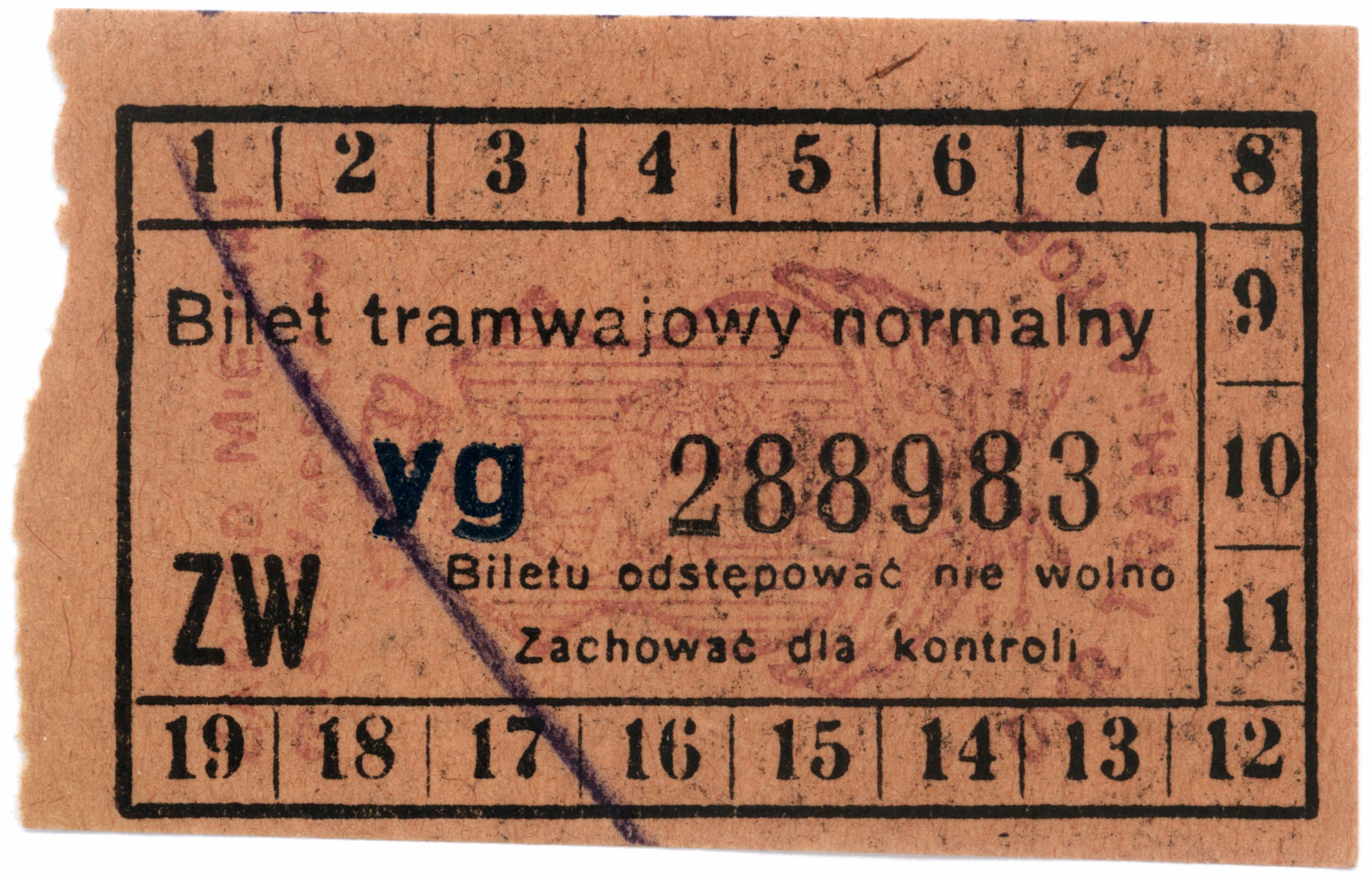 1 2 3 4 5 6 7 8
9
10
11
12
13
14
15
16
17
18
19
Bilet tramwajowy normalny
yg 288983
ZW
Biletu odstępować nie wolno
Zachować dla kontroli